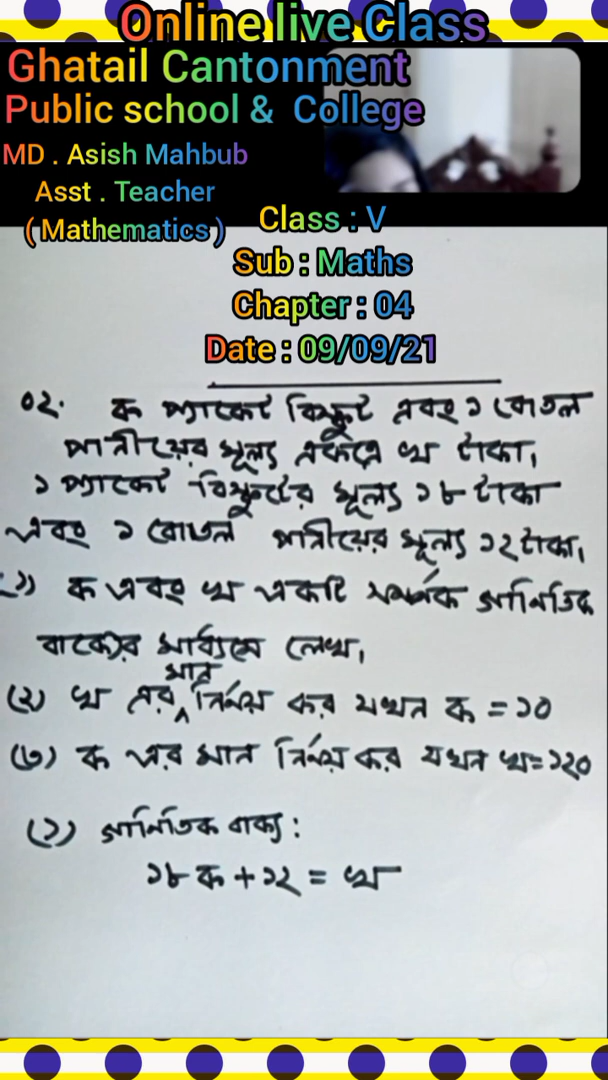 Online live Class
Ghatail Cantonment
Public school & College
MD . Asish Mahbub
Asst . Teacher
( Mathematics )
Class : V
Sub : Maths
Chapter : 04
Date : 09/09/21
০২. ক প্যাকেট বিস্কুট এবং ১ বোতল
পানীয়ের মূল্য একত্রে খ টাকা,
১ প্যাকেট বিস্কুটের মূল্য ১৮ টাকা
এবং ১ বোতল পানীয়ের মূল্য ১২ টাকা,
(১) ক এবং খ একটি সম্পর্ক গাণিতিক
বাক্যের মাধ্যমে লেখ,
(২) খ এর মান নির্ণয় কর যখন ক = ১০
(৩) ক এর মান নির্ণয় কর যখন খ= ১২০
(১) গাণিতিক বাক্য :
১৮ ক + ১২ = খ